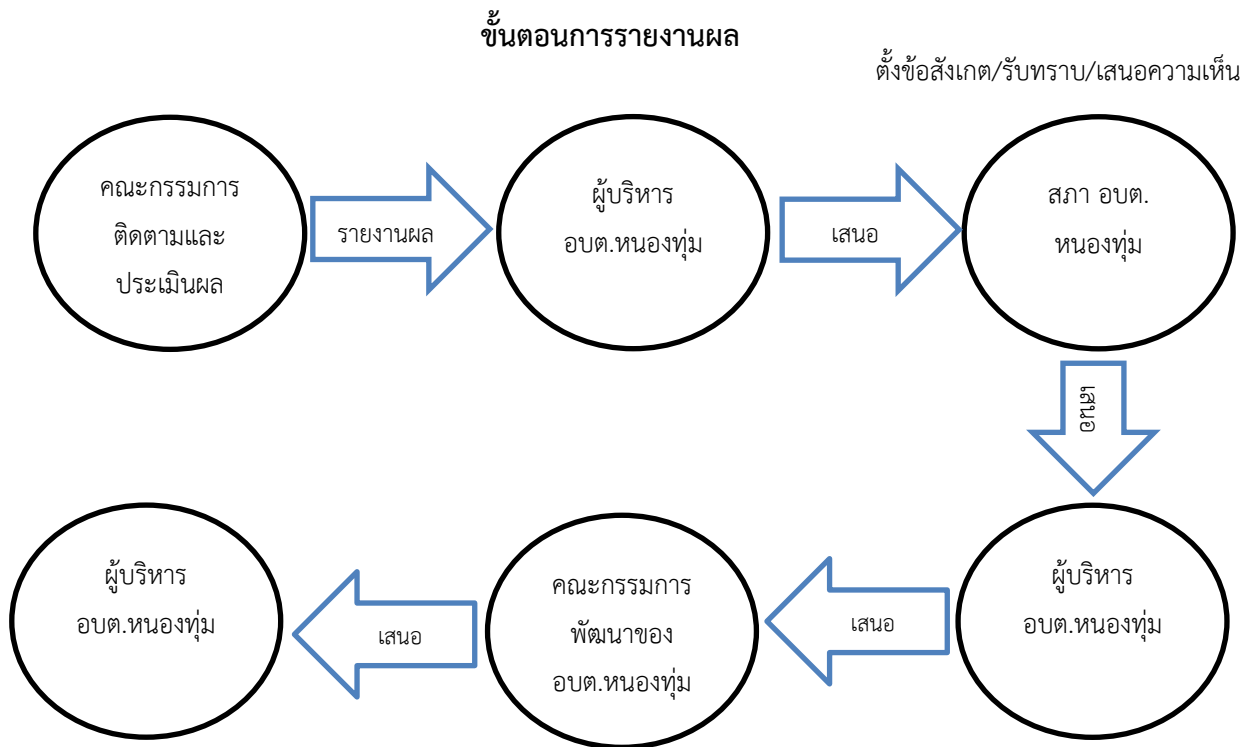 ขั้นตอนการรายงานผล
ตั้งข้อสังเกต/รับทราบ/เสนอความเห็น
คณะกรรมการ
ติดตามและ
ประเมินผล
รายงานผล
ผู้บริหาร
อบต.หนองทุ่ม
เสนอ
สภา อบต.
หนองทุ่ม
เสนอ
ผู้บริหาร
อบต.หนองทุ่ม
เสนอ
คณะกรรมการ
พัฒนาของ
อบต.หนองทุ่ม
เสนอ
ผู้บริหาร
อบต.หนองทุ่ม